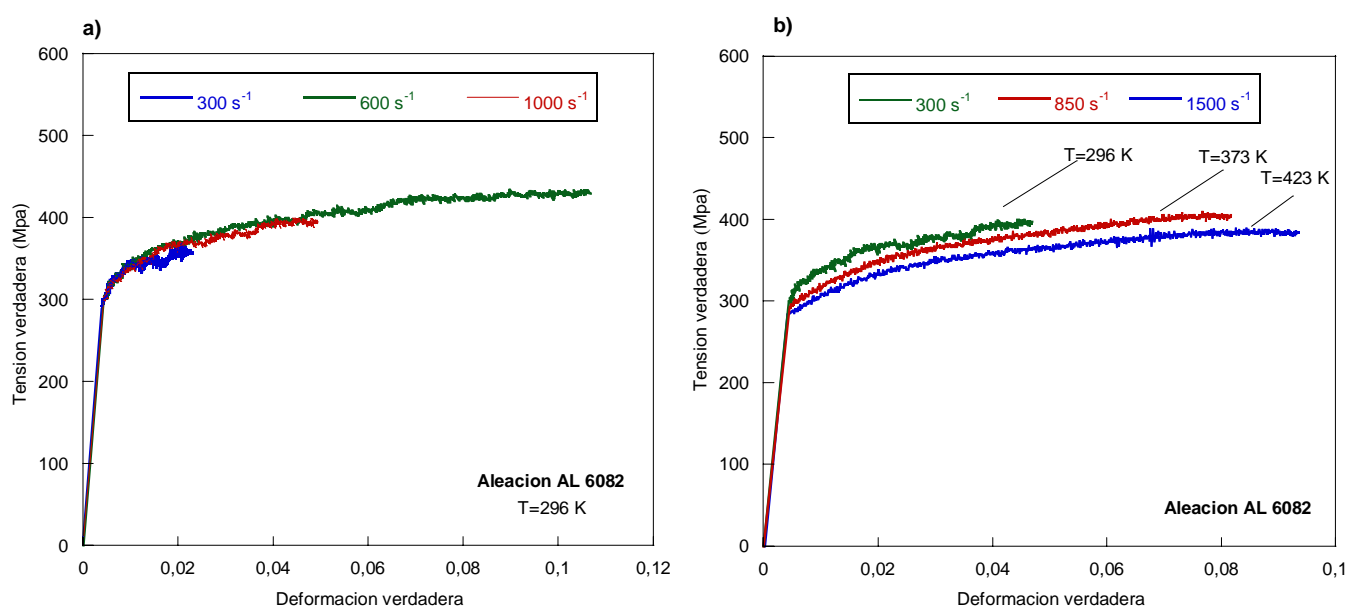 a)
600
500
400
300
200
100
0
Tension verdadera (Mpa)
300 s⁻¹ 600 s⁻¹ 1000 s⁻¹
Aleacion AL 6082
T=296 K
0 0,02 0,04 0,06 0,08 0,1 0,12
Deformacion verdadera
b)
600
500
400
300
200
100
0
Tension verdadera (Mpa)
300 s⁻¹ 850 s⁻¹ 1500 s⁻¹
T=296 K
T=373 K
T=423 K
Aleacion AL 6082
0 0,02 0,04 0,06 0,08 0,1
Deformacion verdadera